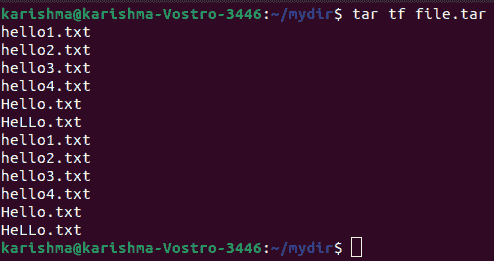 karishma@karishma-Vostro-3446:~/mydir$ tar tf file.tar
hello1.txt
hello2.txt
hello3.txt
hello4.txt
Hello.txt
HeLLo.txt
hello1.txt
hello2.txt
hello3.txt
hello4.txt
Hello.txt
HeLLo.txt
karishma@karishma-Vostro-3446:~/mydir$